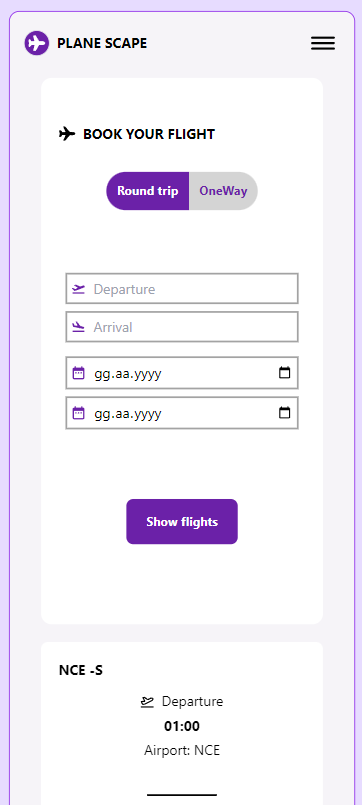 PLANE SCAPE
BOOK YOUR FLIGHT
Round trip OneWay
Departure
Arrival
gg.aa.yyyy
gg.aa.yyyy
Show flights
NCE -S
Departure
01:00
Airport: NCE